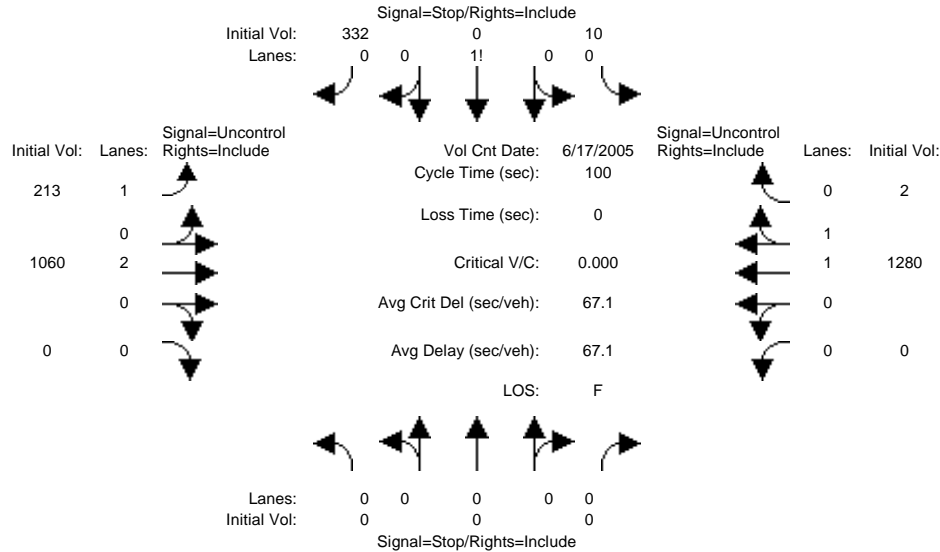 Signal=Stop/Rights=Include
Initial Vol: 332 0 10
Lanes: 0 0 1! 0 0
Signal=Uncontrol Signal=Uncontrol
Initial Vol: Lanes: Rights=Include Vol Cnt Date: 6/17/2005 Rights=Include Lanes: Initial Vol:
Cycle Time (sec): 100
213 1 0 2
Loss Time (sec): 0
0 1
1060 2 Critical V/C: 0.000 1 1280
0 Avg Crit Del (sec/veh): 67.1 0
0 0 Avg Delay (sec/veh): 67.1 0 0
LOS: F
Lanes: 0 0 0 0 0
Initial Vol: 0 0 0
Signal=Stop/Rights=Include